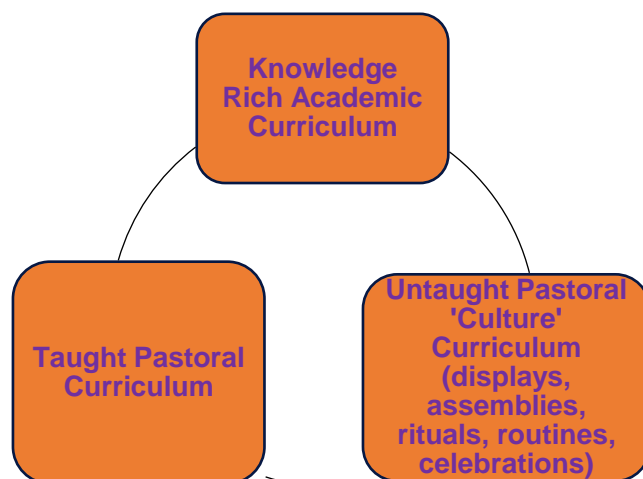 Knowledge
Rich Academic
Curriculum
Taught Pastoral
Curriculum
Untaught Pastoral
'Culture'
Curriculum
(displays,
assemblies,
rituals, routines,
celebrations)